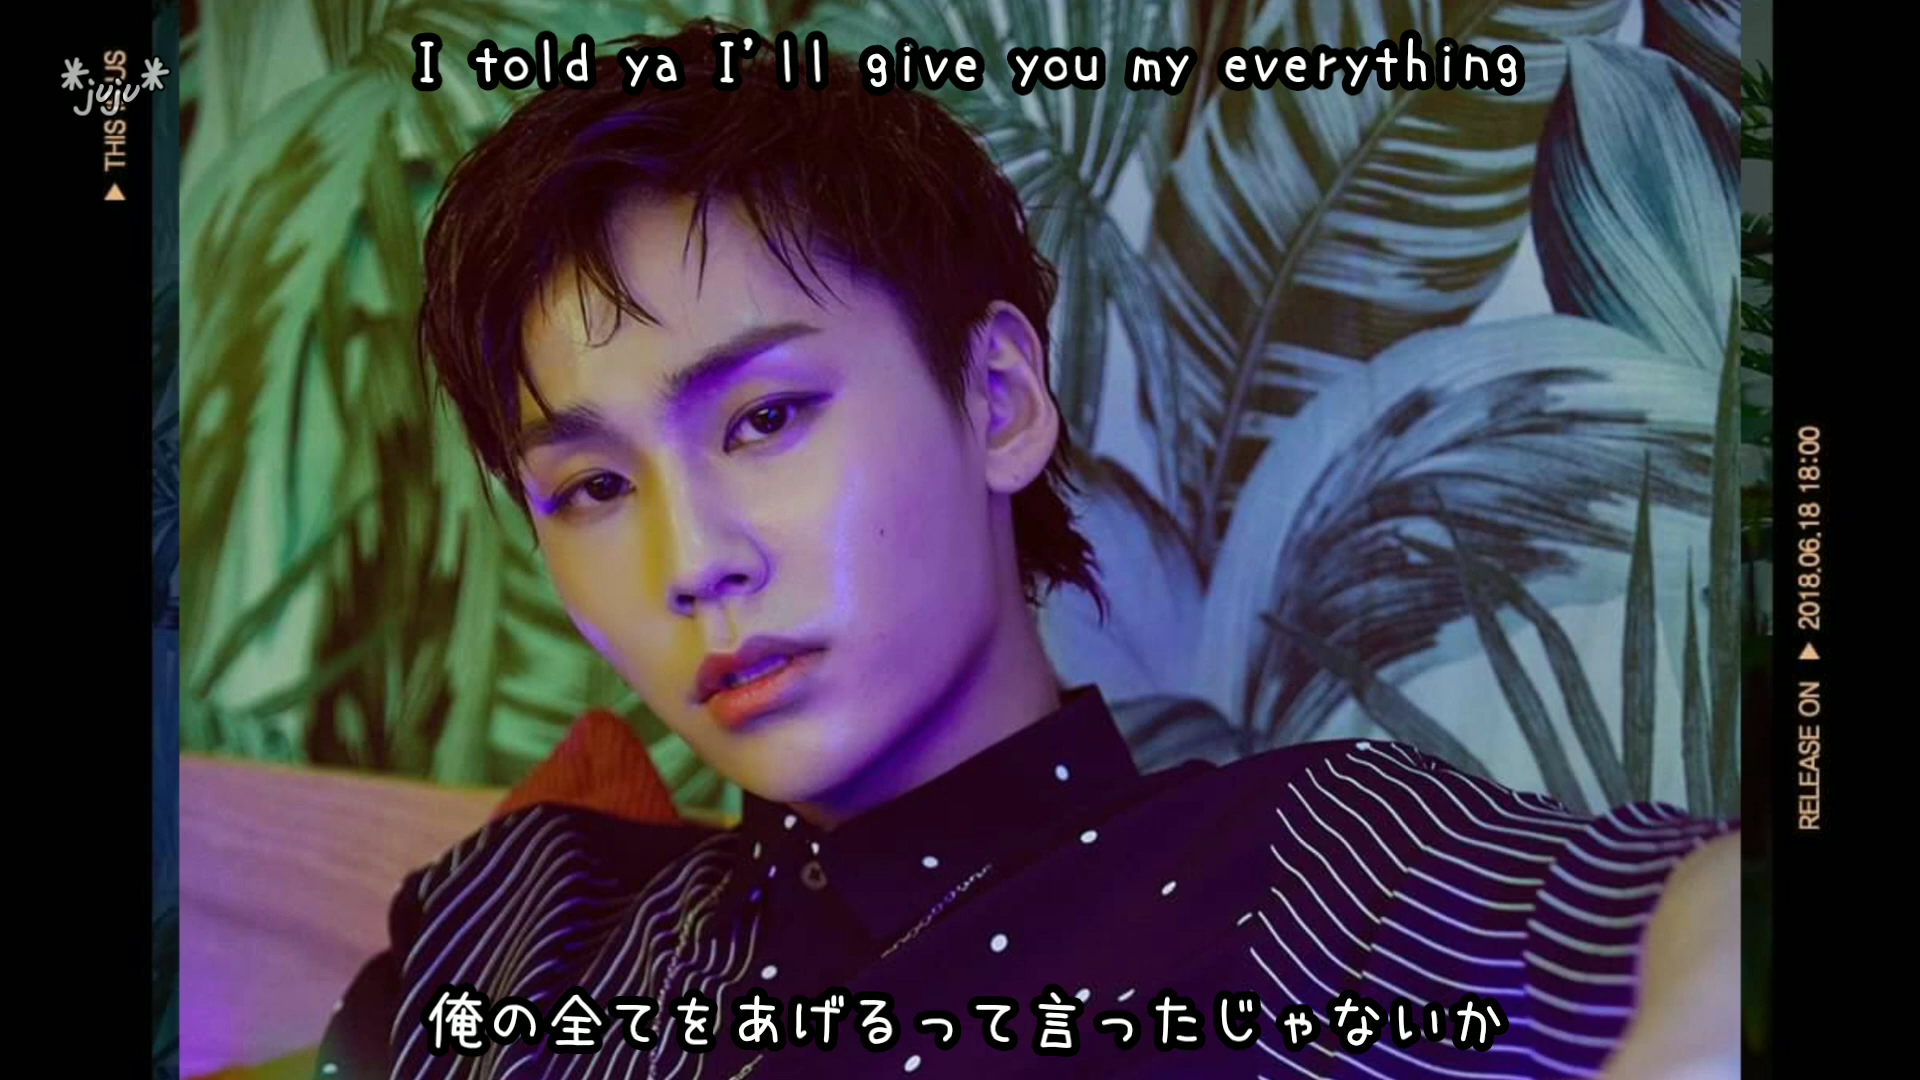 I told ya I'll give you my everything
*juju*
▶ THIS IS US
RELEASE ON ▶ 2018.06.18 18:00
俺の全てをあげるって言ったじゃないか